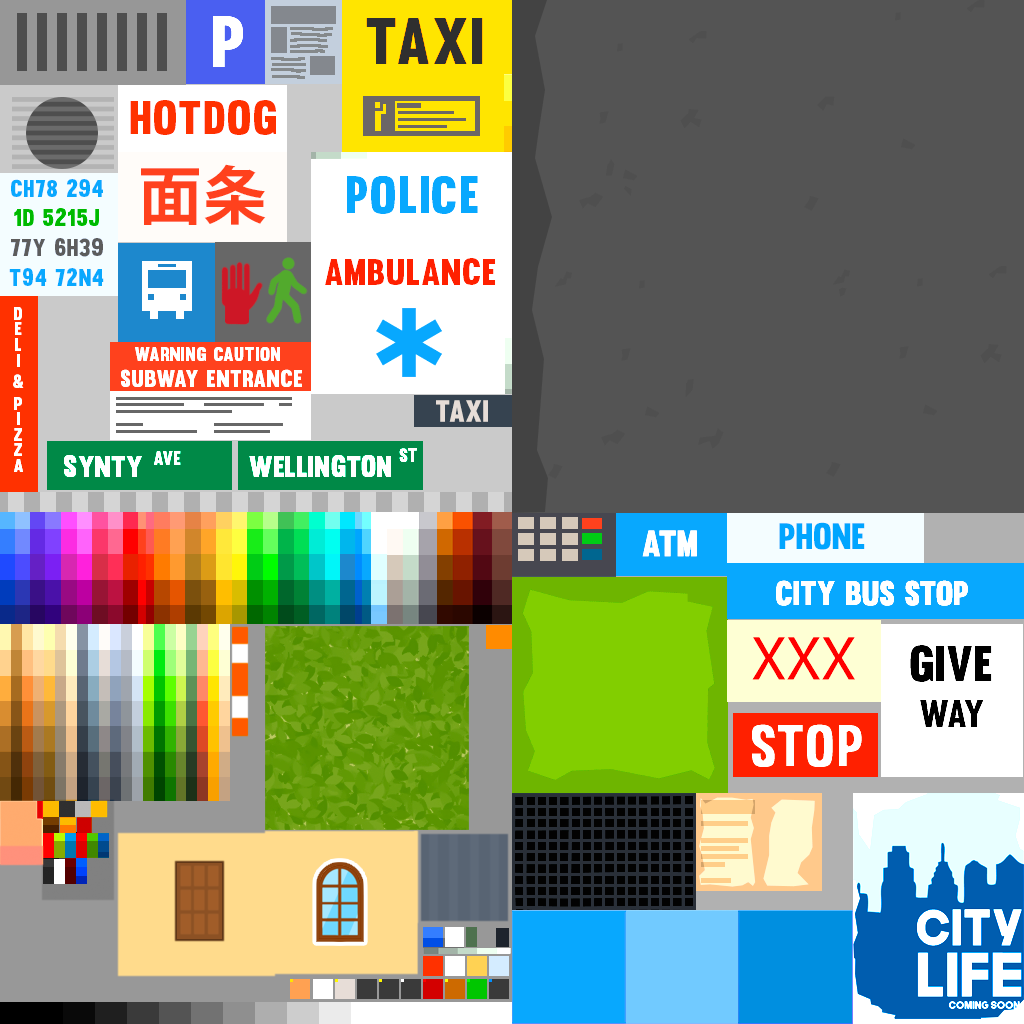 P
TAXI
HOTDOG
面条
CH78 294
1D 5215J
77Y 6H39
T94 72N4
POLICE
AMBULANCE
DELI & PIZZA
WARNING CAUTION
SUBWAY ENTRANCE
TAXI
SYNTY AVE
WELLINGTON ST
ATM
PHONE
CITY BUS STOP
XXX
GIVE
WAY
STOP
CITY
LIFE
COMING SOON